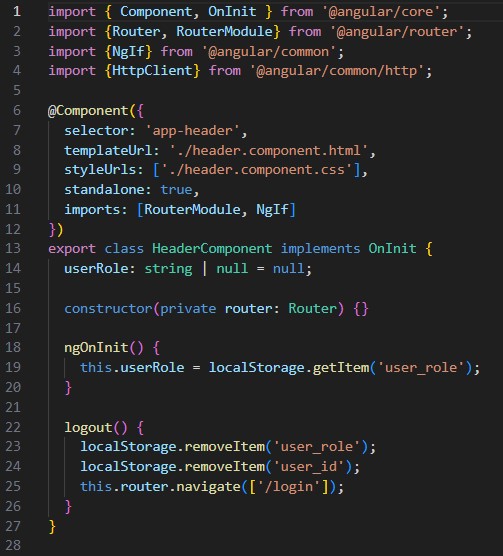 1 import { Component, OnInit } from '@angular/core';
2 import {Router, RouterModule} from '@angular/router';
3 import {NgIf} from '@angular/common';
4 import {HttpClient} from '@angular/common/http';
5
6 @Component({
7   selector: 'app-header',
8   templateUrl: './header.component.html',
9   styleUrls: ['./header.component.css'],
10   standalone: true,
11   imports: [RouterModule, NgIf]
12 })
13 export class HeaderComponent implements OnInit {
14   userRole: string | null = null;
15
16   constructor(private router: Router) {}
17
18   ngOnInit() {
19     this.userRole = localStorage.getItem('user_role');
20   }
21
22   logout() {
23     localStorage.removeItem('user_role');
24     localStorage.removeItem('user_id');
25     this.router.navigate(['/login']);
26   }
27 }
28